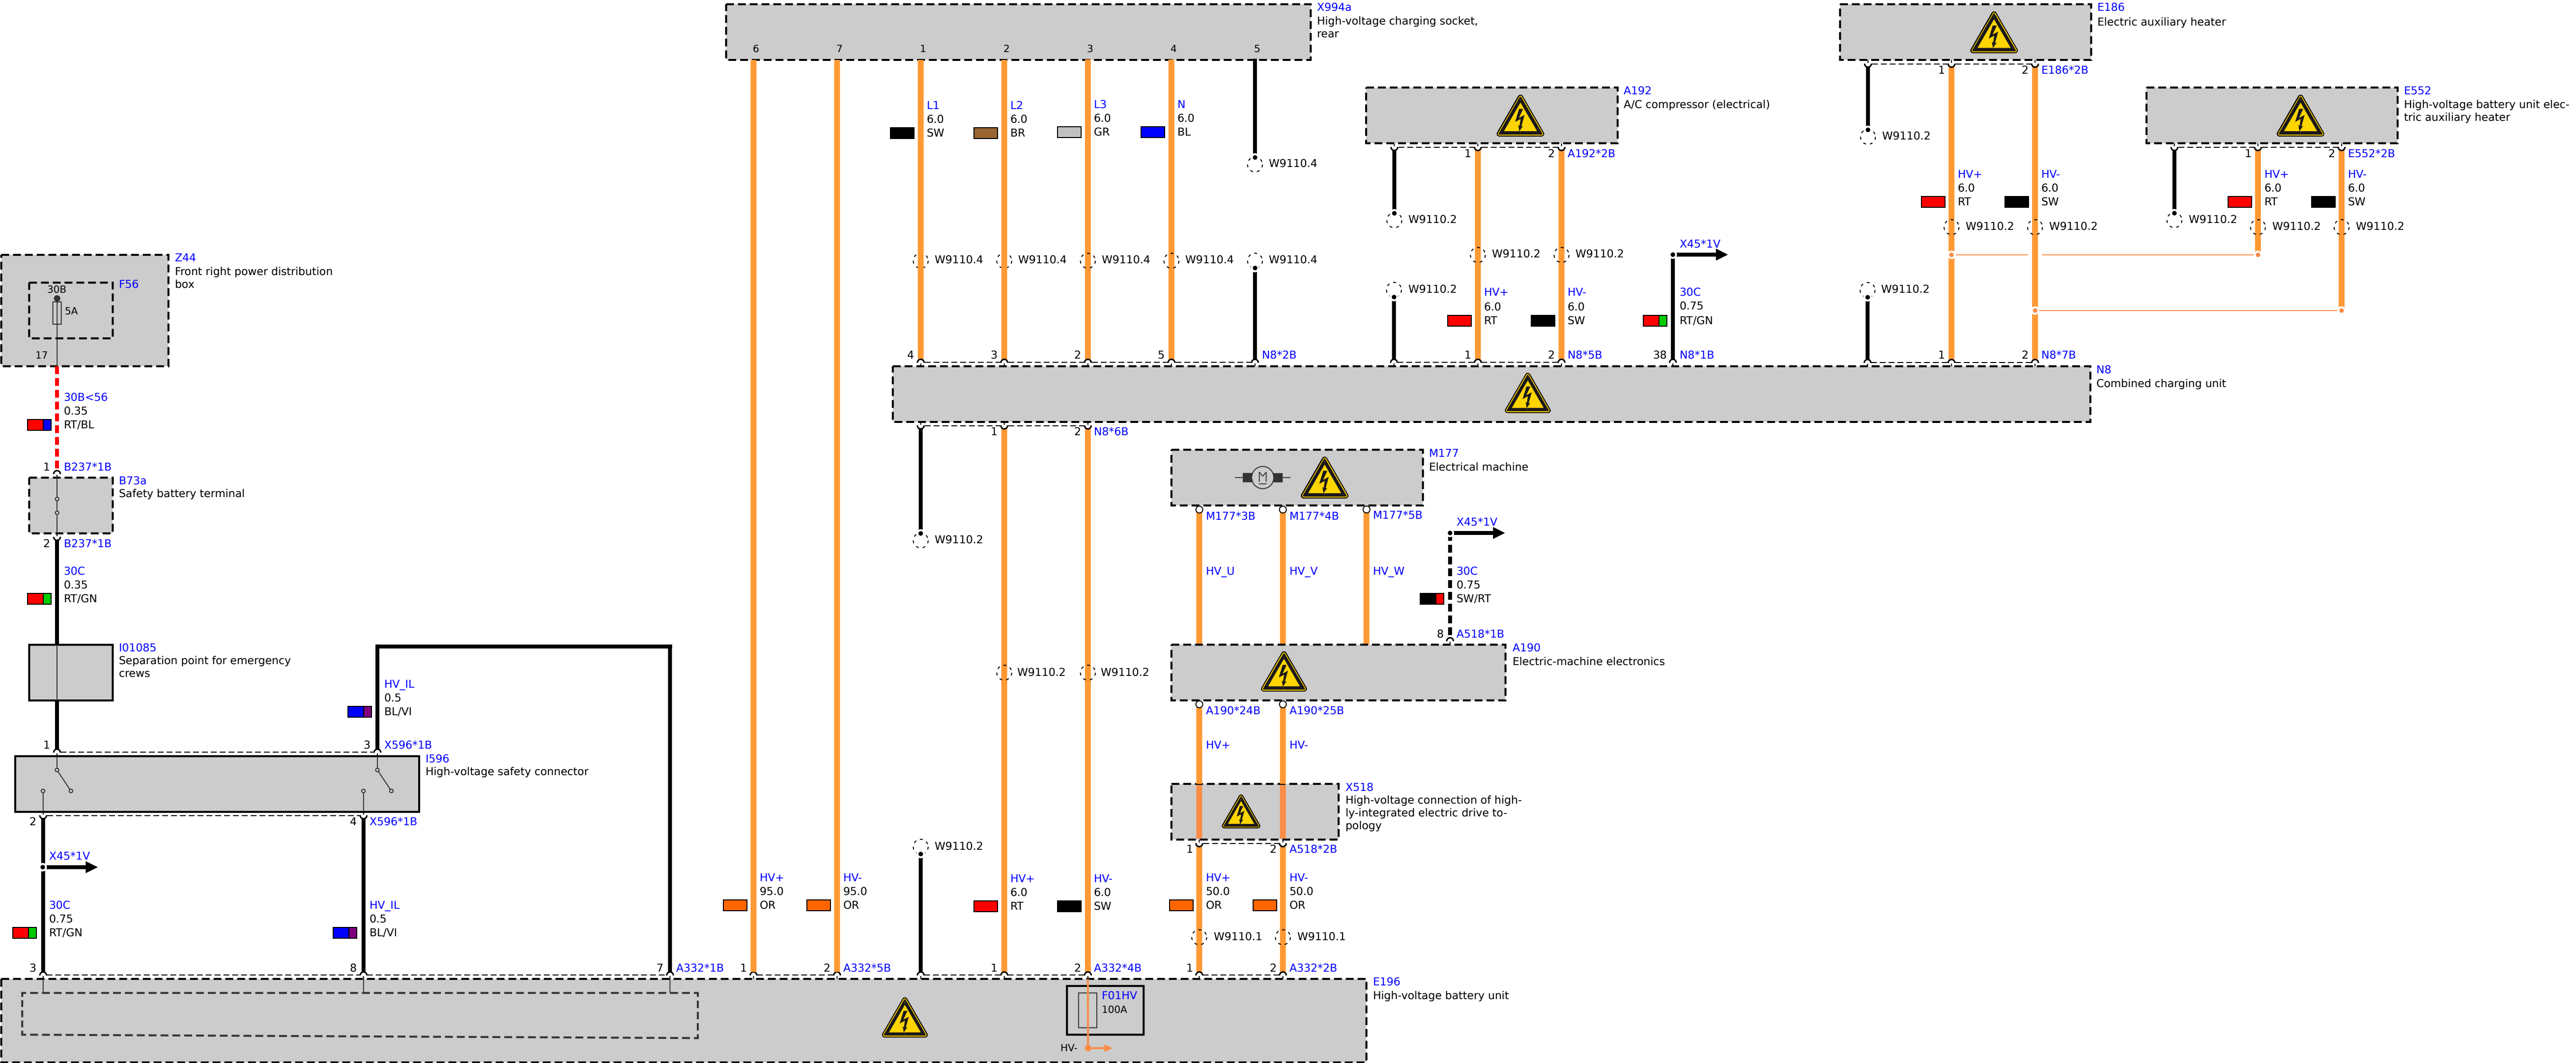 X994a
High-voltage charging socket,
rear
6
7
1
2
3
4
5
E186
Electric auxiliary heater
1
2
E186*2B
A192
A/C compressor (electrical)
1
2
A192*2B
E552
High-voltage battery unit elec-
tric auxiliary heater
1
2
E552*2B
L1
6.0
SW
L2
6.0
BR
L3
6.0
GR
N
6.0
BL
W9110.4
W9110.2
W9110.2
HV+
6.0
RT
HV-
6.0
SW
W9110.2
W9110.2
W9110.2
HV+
6.0
RT
HV-
6.0
SW
W9110.2
W9110.2
W9110.4
W9110.4
W9110.4
W9110.4
W9110.4
W9110.2
W9110.2
W9110.2
HV+
6.0
RT
HV-
6.0
SW
X45*1V
30C
0.75
RT/GN
W9110.2
4
3
2
5
N8*2B
1
2
N8*5B
38
N8*1B
1
2
N8*7B
N8
Combined charging unit
1
2
N8*6B
W9110.2
Z44
Front right power distribution
box
F56
30B
5A
17
30B<56
0.35
RT/BL
1
B237*1B
B73a
Safety battery terminal
2
B237*1B
30C
0.35
RT/GN
I01085
Separation point for emergency
crews
HV_IL
0.5
BL/VI
1
3
X596*1B
I596
High-voltage safety connector
2
4
X596*1B
X45*1V
30C
0.75
RT/GN
HV_IL
0.5
BL/VI
3
8
7
A332*1B
M177
Electrical machine
M
M177*3B
M177*4B
M177*5B
HV_U
HV_V
HV_W
X45*1V
30C
0.75
SW/RT
8
A518*1B
A190
Electric-machine electronics
W9110.2
W9110.2
A190*24B
A190*25B
HV+
HV-
X518
High-voltage connection of high-
ly-integrated electric drive to-
pology
1
2
A518*2B
W9110.2
HV+
95.0
OR
HV-
95.0
OR
HV+
6.0
RT
HV-
6.0
SW
HV+
50.0
OR
HV-
50.0
OR
W9110.1
W9110.1
1
2
A332*5B
1
2
A332*4B
1
2
A332*2B
E196
High-voltage battery unit
F01HV
100A
HV-